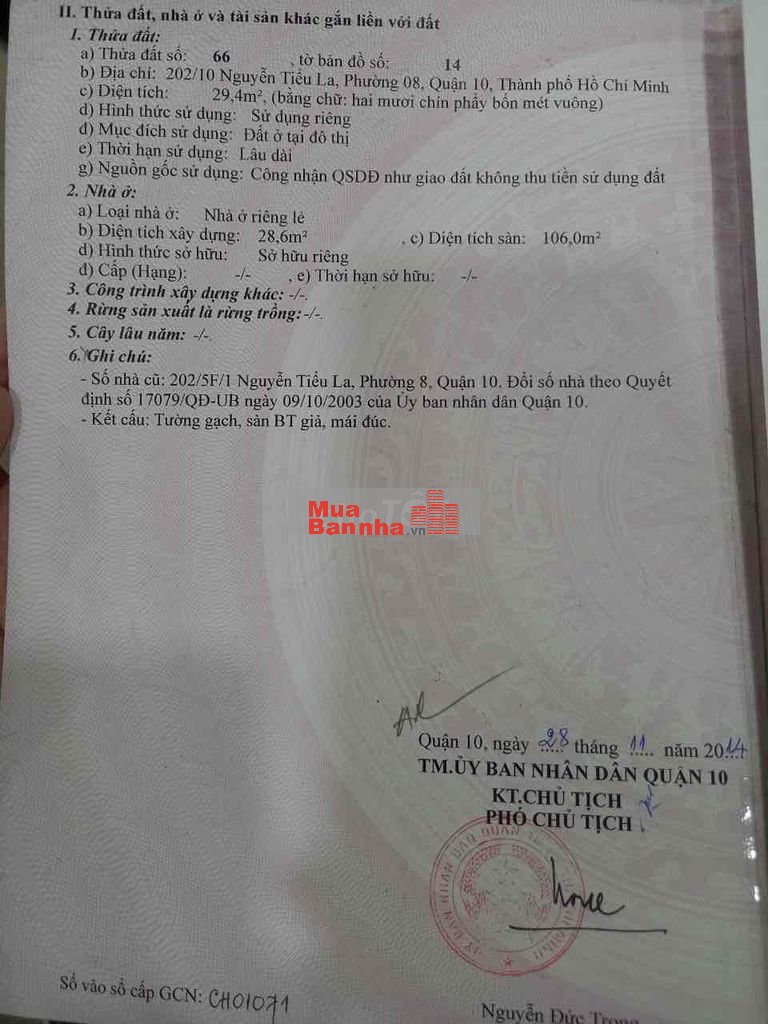 II. Thửa đất, nhà ở và tài sản khác gắn liền với đất
1. Thửa đất:
a) Thửa đất số: 66 , tờ bản đồ số: 14
b) Địa chỉ: 202/10 Nguyễn Tiểu La, Phường 08, Quận 10, Thành phố Hồ Chí Minh
c) Diện tích: 29,4m², (bằng chữ: hai mươi chín phẩy bốn mét vuông)
d) Hình thức sử dụng: Sử dụng riêng
đ) Mục đích sử dụng: Đất ở tại đô thị
e) Thời hạn sử dụng: Lâu dài
g) Nguồn gốc sử dụng: Công nhận QSDĐ như giao đất không thu tiền sử dụng đất
2. Nhà ở:
a) Loại nhà ở: Nhà ở riêng lẻ
b) Diện tích xây dựng: 28,6m² , c) Diện tích sàn: 106,0m²
d) Hình thức sở hữu: Sở hữu riêng
đ) Cấp (Hạng): -/- , e) Thời hạn sở hữu: -/-
3. Công trình xây dựng khác: -/-.
4. Rừng sản xuất là rừng trồng: -/-.
5. Cây lâu năm: -/-.
6. Ghi chú:
- Số nhà cũ: 202/5F/1 Nguyễn Tiểu La, Phường 8, Quận 10. Đổi số nhà theo Quyết
định số 17079/QĐ-UB ngày 09/10/2003 của Ủy ban nhân dân Quận 10.
- Kết cấu: Tường gạch, sàn BT giả, mái đúc.
Mua
Bannha.vn
Quận 10, ngày 28 tháng 11 năm 2014
TM.ỦY BAN NHÂN DÂN QUẬN 10
KT.CHỦ TỊCH
PHÓ CHỦ TỊCH
Số vào sổ cấp GCN: CH01071
Nguyễn Đức Trọng